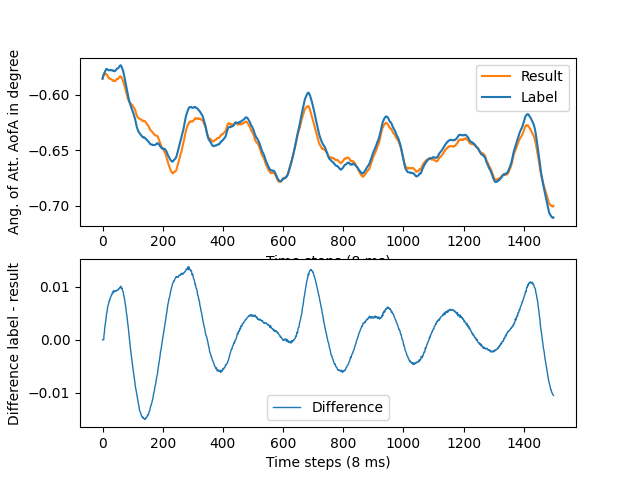 Ang. of Att. AofA in degree
−0.60
−0.65
−0.70
Result
Label
0 200 400 600 800 1000 1200 1400
Time steps (8 ms)
Difference label - result
0.01
0.00
−0.01
Difference
0 200 400 600 800 1000 1200 1400
Time steps (8 ms)